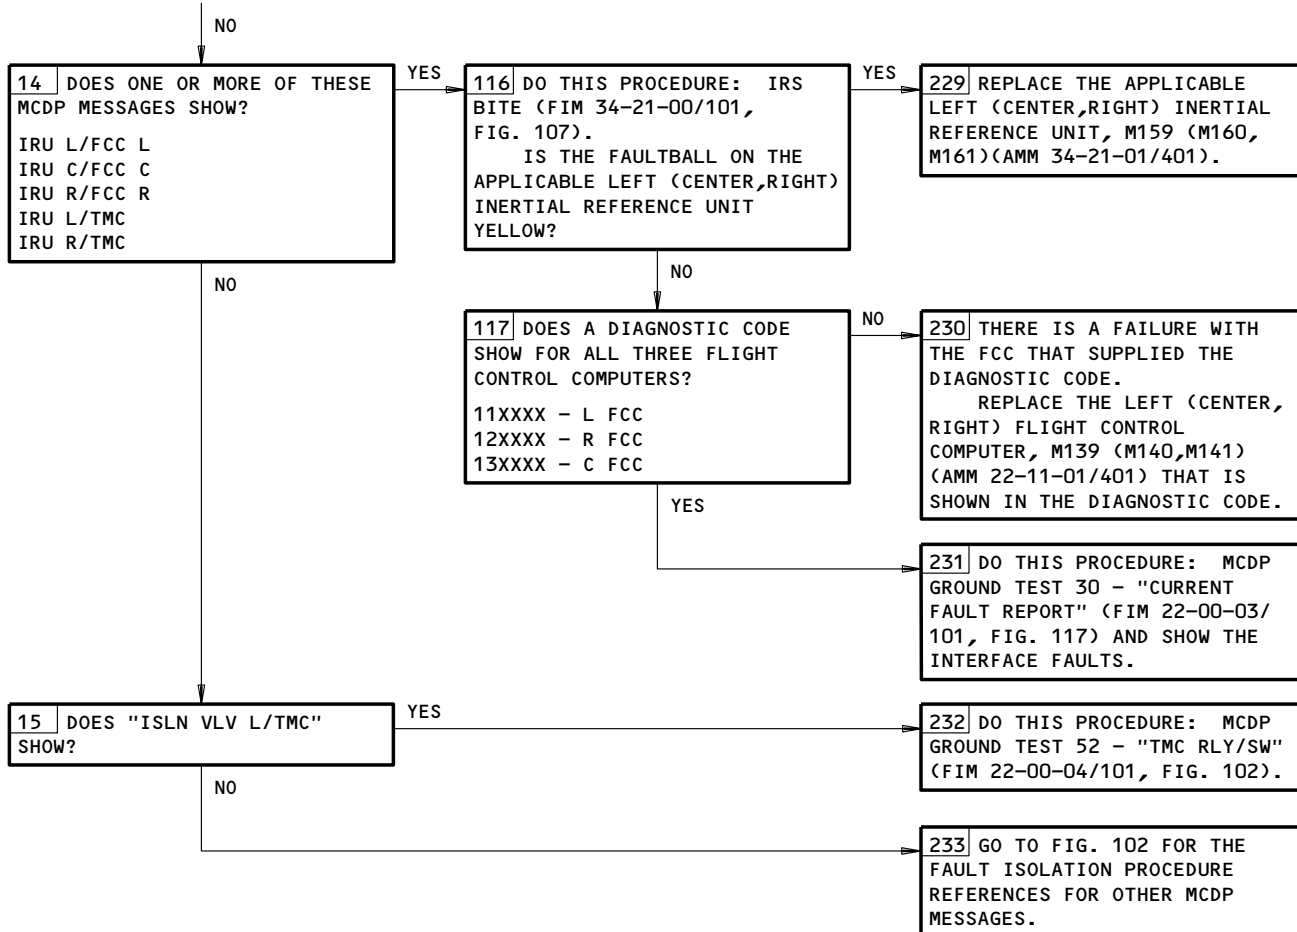 NO
14 DOES ONE OR MORE OF THESE
MCDP MESSAGES SHOW?
IRU L/FCC L
IRU C/FCC C
IRU R/FCC R
IRU L/TMC
IRU R/TMC
YES
116 DO THIS PROCEDURE: IRS
BITE (FIM 34-21-00/101,
FIG. 107).
IS THE FAULTBALL ON THE
APPLICABLE LEFT (CENTER,RIGHT)
INERTIAL REFERENCE UNIT
YELLOW?
YES
229 REPLACE THE APPLICABLE
LEFT (CENTER,RIGHT) INERTIAL
REFERENCE UNIT, M159 (M160,
M161)(AMM 34-21-01/401).
NO
NO
117 DOES A DIAGNOSTIC CODE
SHOW FOR ALL THREE FLIGHT
CONTROL COMPUTERS?
11XXXX - L FCC
12XXXX - R FCC
13XXXX - C FCC
NO
230 THERE IS A FAILURE WITH
THE FCC THAT SUPPLIED THE
DIAGNOSTIC CODE.
REPLACE THE LEFT (CENTER,
RIGHT) FLIGHT CONTROL
COMPUTER, M139 (M140,M141)
(AMM 22-11-01/401) THAT IS
SHOWN IN THE DIAGNOSTIC CODE.
YES
231 DO THIS PROCEDURE: MCDP
GROUND TEST 30 - "CURRENT
FAULT REPORT" (FIM 22-00-03/
101, FIG. 117) AND SHOW THE
INTERFACE FAULTS.
15 DOES "ISLN VLV L/TMC"
SHOW?
YES
232 DO THIS PROCEDURE: MCDP
GROUND TEST 52 - "TMC RLY/SW"
(FIM 22-00-04/101, FIG. 102).
NO
233 GO TO FIG. 102 FOR THE
FAULT ISOLATION PROCEDURE
REFERENCES FOR OTHER MCDP
MESSAGES.